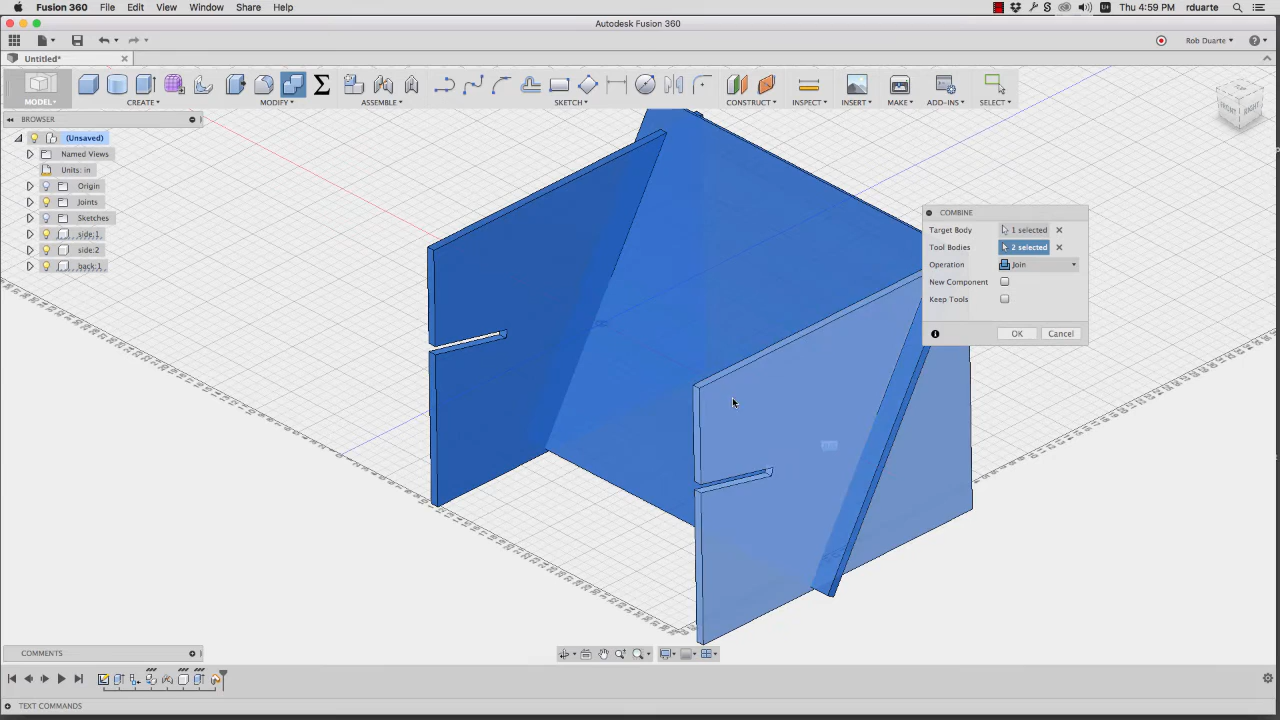 Fusion 360 File Edit View Window Share Help Thu 4:59 PM rduarte
Autodesk Fusion 360
Rob Duarte
Untitled*
MODEL CREATE MODIFY ASSEMBLE SKETCH CONSTRUCT INSPECT INSERT MAKE ADD-INS SELECT
BROWSER
(Unsaved)
Named Views
Units: in
Origin
Joints
Sketches
side:1
side:2
back:1
FRONT RIGHT
COMBINE
Target Body 1 selected
Tool Bodies 2 selected
Operation Join
New Component
Keep Tools
OK Cancel
COMMENTS
TEXT COMMANDS